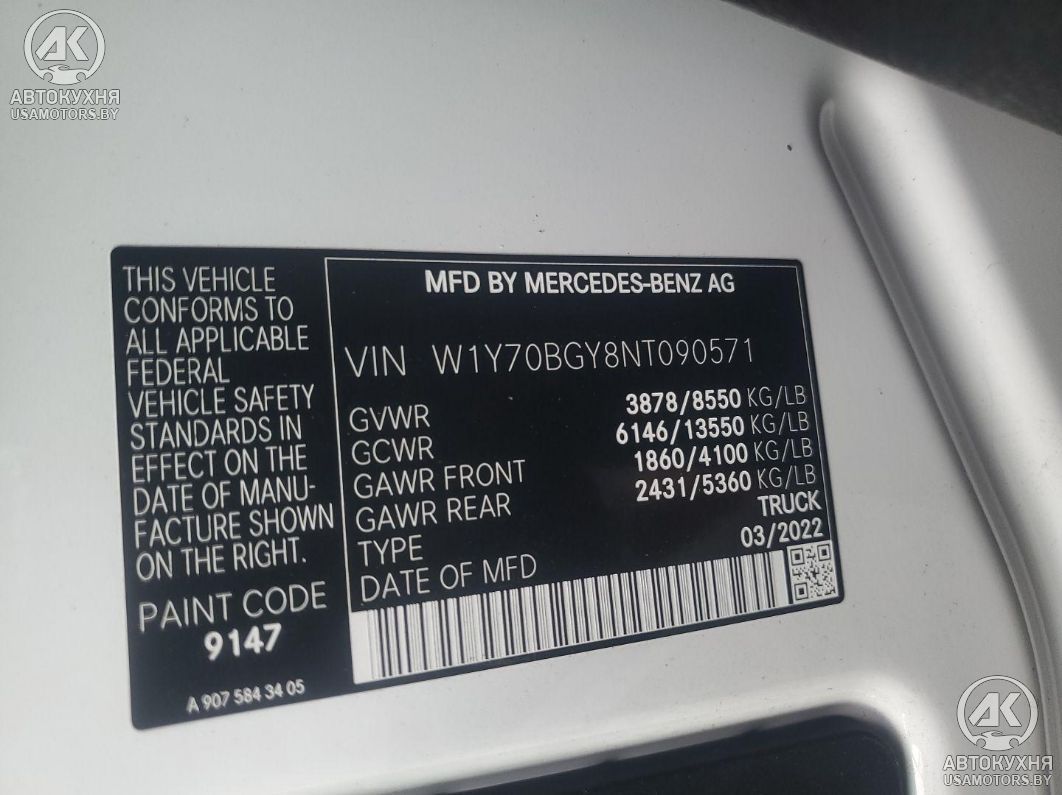 AK
АВТОКУХНЯ
USAMOTORS.BY
THIS VEHICLE
CONFORMS TO
ALL APPLICABLE
FEDERAL
VEHICLE SAFETY
STANDARDS IN
EFFECT ON THE
DATE OF MANU-
FACTURE SHOWN
ON THE RIGHT.
PAINT CODE
9147
A 907 584 34 05
MFD BY MERCEDES-BENZ AG
VIN W1Y70BGY8NT090571
GVWR 3878/8550 KG/LB
GCWR 6146/13550 KG/LB
GAWR FRONT 1860/4100 KG/LB
GAWR REAR 2431/5360 KG/LB
TYPE TRUCK
DATE OF MFD 03/2022
AK
АВТОКУХНЯ
USAMOTORS.BY